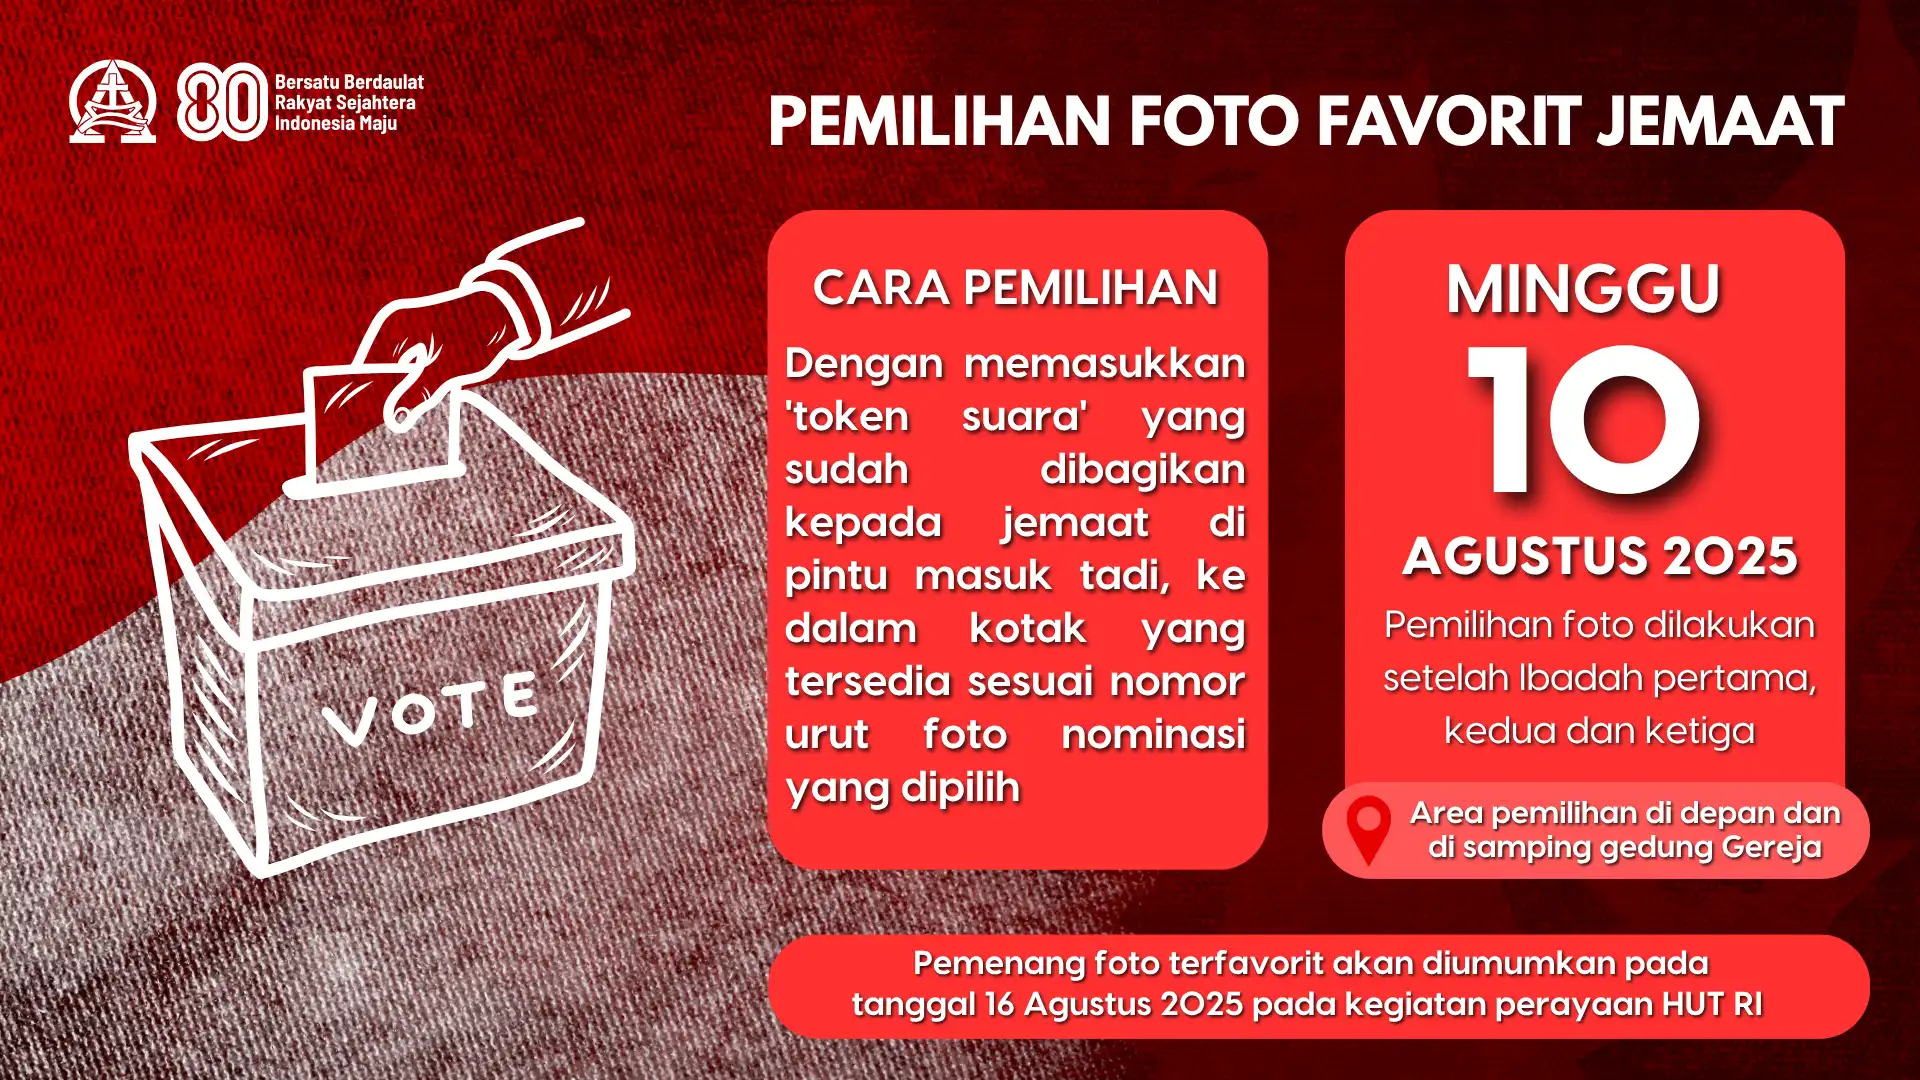 80
Bersatu Berdaulat
Rakyat Sejahtera
Indonesia Maju
PEMILIHAN FOTO FAVORIT JEMAAT
VOTE
CARA PEMILIHAN
Dengan memasukkan
'token suara' yang
sudah dibagikan
kepada jemaat di
pintu masuk tadi, ke
dalam kotak yang
tersedia sesuai nomor
urut foto nominasi
yang dipilih
MINGGU
10
AGUSTUS 2025
Pemilihan foto dilakukan
setelah Ibadah pertama,
kedua dan ketiga
Area pemilihan di depan dan
di samping gedung Gereja
Pemenang foto terfavorit akan diumumkan pada
tanggal 16 Agustus 2025 pada kegiatan perayaan HUT RI